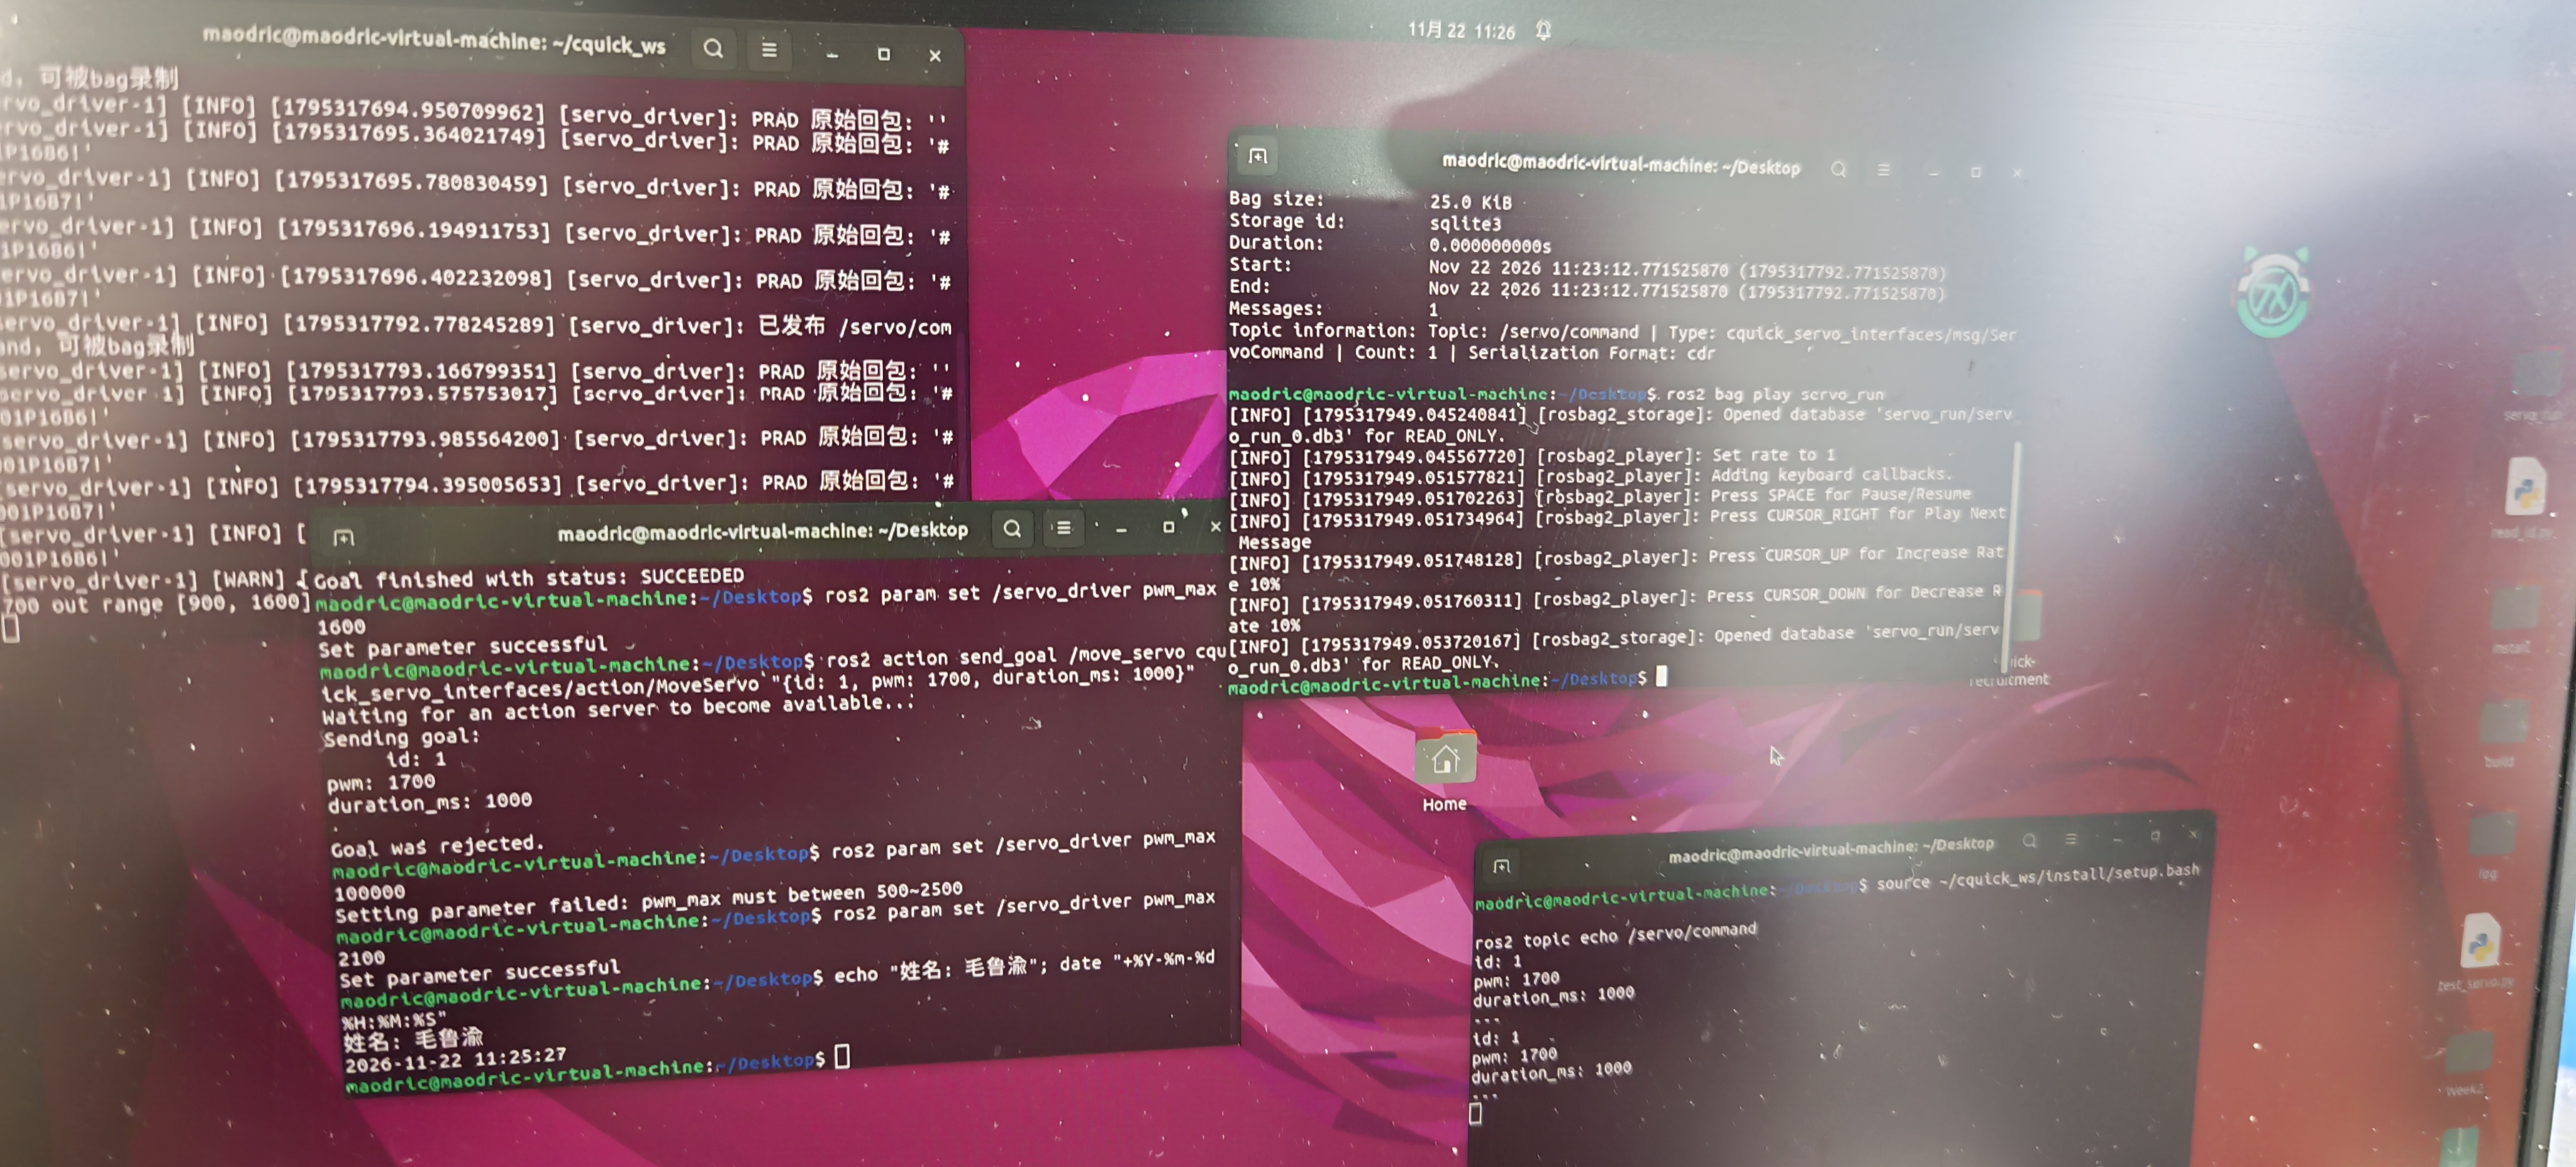 11月 22 11:26
maodric@maodric-virtual-machine: ~/cquick_ws
d，可被bag录制
rvo_driver-1] [INFO] [1795317694.950709962] [servo_driver]: PRAD 原始回包: ''
rvo_driver-1] [INFO] [1795317695.364021749] [servo_driver]: PRAD 原始回包: '#
1P1686!'
ervo_driver-1] [INFO] [1795317695.780830459] [servo_driver]: PRAD 原始回包: '#
1P1687!'
ervo_driver-1] [INFO] [1795317696.194911753] [servo_driver]: PRAD 原始回包: '#
1P1686!'
ervo_driver-1] [INFO] [1795317696.402232098] [servo_driver]: PRAD 原始回包: '#
01P1687!'
servo_driver-1] [INFO] [1795317792.778245289] [servo_driver]: 已发布 /servo/com
and，可被bag录制
servo_driver-1] [INFO] [1795317793.166799351] [servo_driver]: PRAD 原始回包: ''
servo_driver-1] [INFO] [1795317793.575753017] [servo_driver]: PRAD 原始回包: '#
001P1686!'
[servo_driver-1] [INFO] [1795317793.985564200] [servo_driver]: PRAD 原始回包: '#
001P1687!'
[servo_driver-1] [INFO] [1795317794.395005653] [servo_driver]: PRAD 原始回包: '#
001P1687!'
[servo_driver-1] [INFO] [
001P1686!'
[servo_driver-1] [WARN] [
700 out range [900, 1600]
maodric@maodric-virtual-machine: ~/Desktop
Goal finished with status: SUCCEEDED
maodric@maodric-virtual-machine:~/Desktop$ ros2 param set /servo_driver pwm_max
1600
Set parameter successful
maodric@maodric-virtual-machine:~/Desktop$ ros2 action send_goal /move_servo cqu
ick_servo_interfaces/action/MoveServo "{id: 1, pwm: 1700, duration_ms: 1000}"
Waiting for an action server to become available...
Sending goal:
id: 1
pwm: 1700
duration_ms: 1000
Goal was rejected.
maodric@maodric-virtual-machine:~/Desktop$ ros2 param set /servo_driver pwm_max
100000
Setting parameter failed: pwm_max must between 500~2500
maodric@maodric-virtual-machine:~/Desktop$ ros2 param set /servo_driver pwm_max
2100
Set parameter successful
maodric@maodric-virtual-machine:~/Desktop$ echo "姓名: 毛鲁渝"; date "+%Y-%m-%d
%H:%M:%S"
姓名: 毛鲁渝
2026-11-22 11:25:27
maodric@maodric-virtual-machine:~/Desktop$
maodric@maodric-virtual-machine: ~/Desktop
Bag size: 25.0 KiB
Storage id: sqlite3
Duration: 0.000000000s
Start: Nov 22 2026 11:23:12.771525870 (1795317792.771525870)
End: Nov 22 2026 11:23:12.771525870 (1795317792.771525870)
Messages: 1
Topic information: Topic: /servo/command | Type: cquick_servo_interfaces/msg/Ser
voCommand | Count: 1 | Serialization Format: cdr
maodric@maodric-virtual-machine:~/Desktop$ ros2 bag play servo_run
[INFO] [1795317949.045240841] [rosbag2_storage]: Opened database 'servo_run/serv
o_run_0.db3' for READ_ONLY.
[INFO] [1795317949.045567720] [rosbag2_player]: Set rate to 1
[INFO] [1795317949.051577821] [rosbag2_player]: Adding keyboard callbacks.
[INFO] [1795317949.051702263] [rosbag2_player]: Press SPACE for Pause/Resume
[INFO] [1795317949.051734964] [rosbag2_player]: Press CURSOR_RIGHT for Play Next
Message
[INFO] [1795317949.051748128] [rosbag2_player]: Press CURSOR_UP for Increase Rat
e 10%
[INFO] [1795317949.051760311] [rosbag2_player]: Press CURSOR_DOWN for Decrease R
ate 10%
[INFO] [1795317949.053720167] [rosbag2_storage]: Opened database 'servo_run/serv
o_run_0.db3' for READ_ONLY.
maodric@maodric-virtual-machine:~/Desktop$
ick-
recruitment
Home
maodric@maodric-virtual-machine: ~/Desktop
maodric@maodric-virtual-machine:~/Desktop$ source ~/cquick_ws/install/setup.bash
ros2 topic echo /servo/command
id: 1
pwm: 1700
duration_ms: 1000
---
id: 1
pwm: 1700
duration_ms: 1000
---
install
build
log
test_servo.py
week2